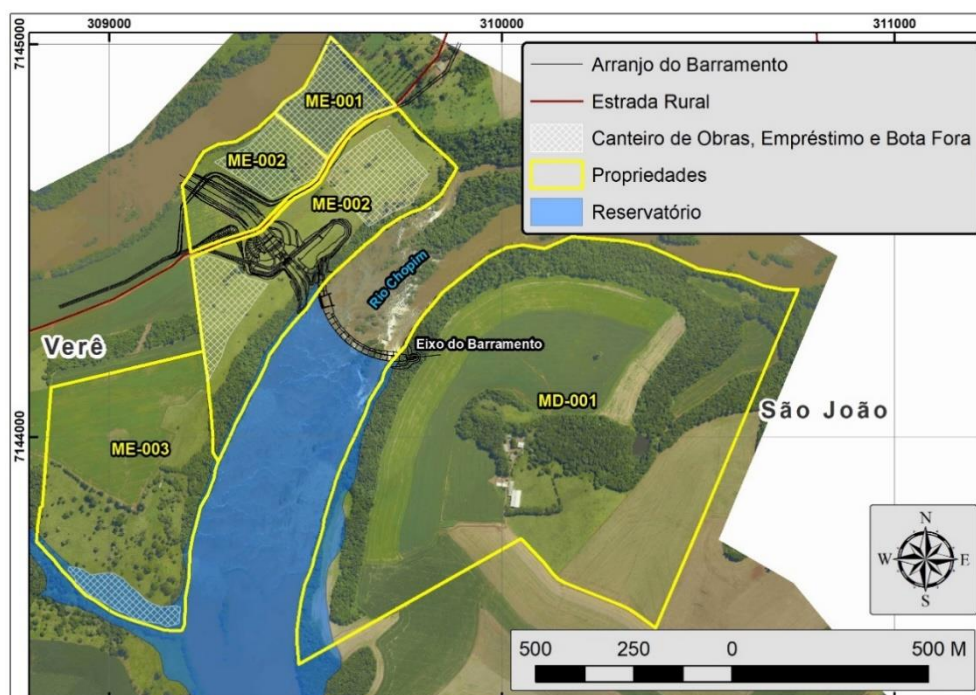 309000
310000
311000
7145000
7144000
Arranjo do Barramento
Estrada Rural
Canteiro de Obras, Empréstimo e Bota Fora
Propriedades
Reservatório
ME-001
ME-002
ME-002
Rio Chopim
Eixo do Barramento
Verê
MD-001
São João
ME-003
N
W E
S
500 250 0 500 M